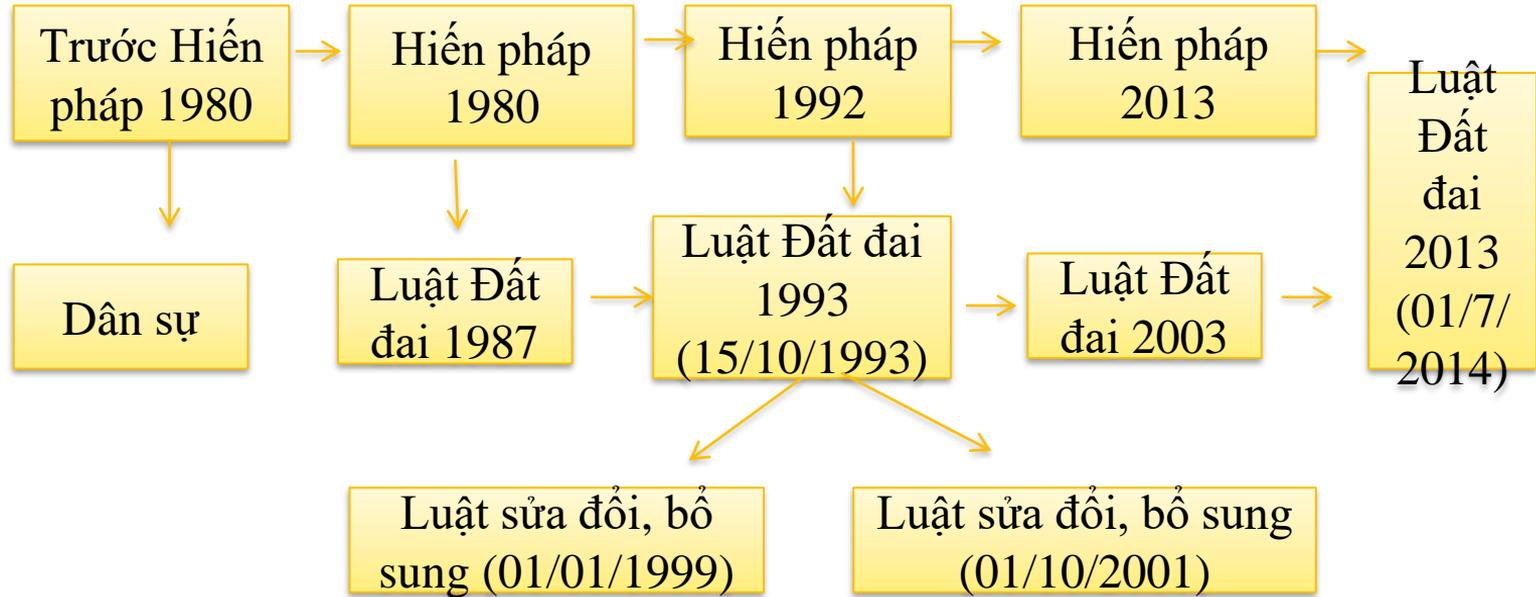 Trước Hiến
pháp 1980
Hiến pháp
1980
Hiến pháp
1992
Hiến pháp
2013
Luật
Đất
đai
2013
(01/7/
2014)
Dân sự
Luật Đất
đai 1987
Luật Đất đai
1993
(15/10/1993)
Luật Đất
đai 2003
Luật sửa đổi, bổ
sung (01/01/1999)
Luật sửa đổi, bổ sung
(01/10/2001)